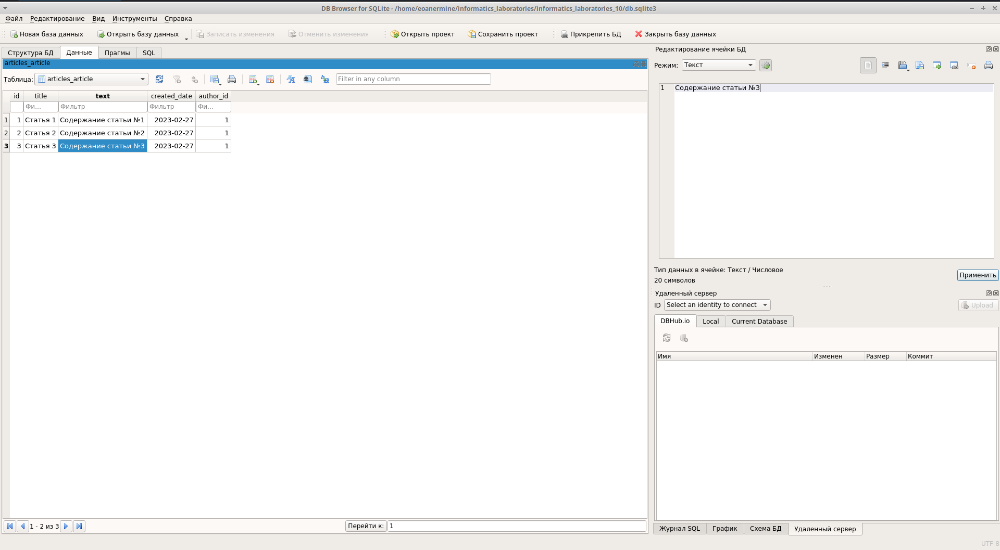 DB Browser for SQLite - /home/eoanermine/informatics_laboratories/informatics_laboratories_10/db.sqlite3
Файл Редактирование Вид Инструменты Справка
Новая база данных Открыть базу данных Записать изменения Отменить изменения Открыть проект Сохранить проект Прикрепить БД Закрыть базу данных
Структура БД Данные Прагмы SQL
articles_article
Таблица: articles_article Filter in any column
id title text created_date author_id
Фи... Фильтр Фильтр Фи...
1 1 Статья 1 Содержание статьи №1 2023-02-27 1
2 2 Статья 2 Содержание статьи №2 2023-02-27 1
3 3 Статья 3 Содержание статьи №3 2023-02-27 1
1 - 2 из 3
Перейти к: 1
Редактирование ячейки БД
Режим: Текст
1 Содержание статьи №3
Тип данных в ячейке: Текст / Числовое
20 символов
Применить
Удаленный сервер
ID Select an identity to connect Upload
DBHub.io Local Current Database
Имя Изменен Размер Коммит
Журнал SQL График Схема БД Удаленный сервер
UTF-8